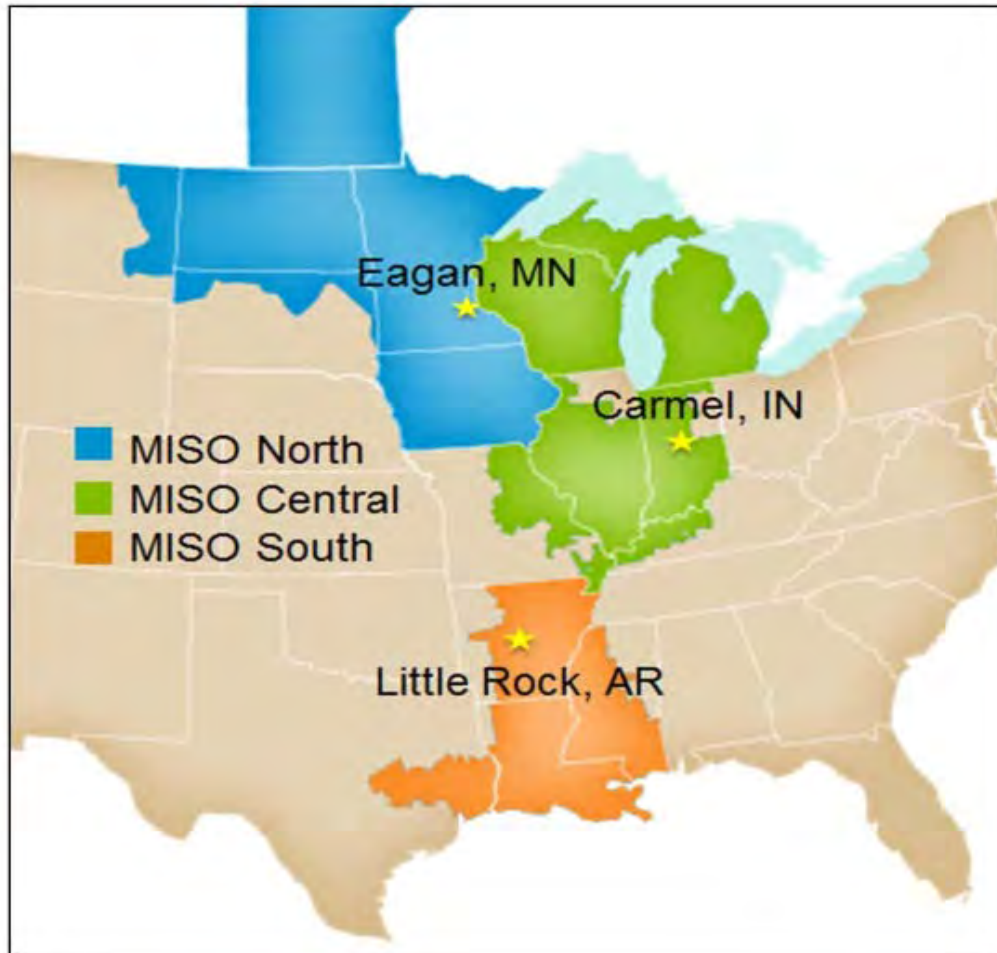 Eagan, MN
Carmel, IN
MISO North
MISO Central
MISO South
Little Rock, AR